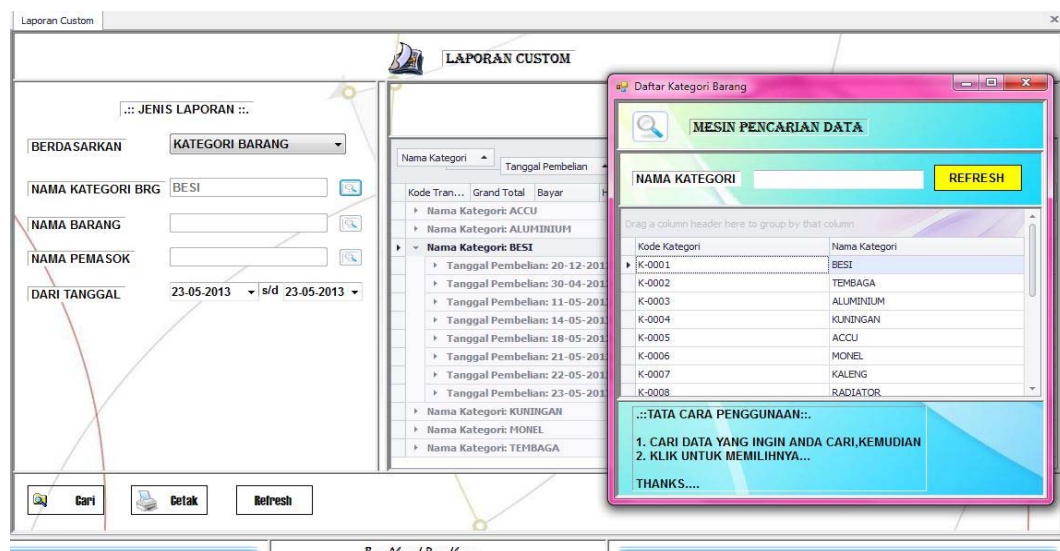 Laporan Custom
LAPORAN CUSTOM
.:: JENIS LAPORAN ::.
BERDASARKAN
KATEGORI BARANG
NAMA KATEGORI BRG
BESI
NAMA BARANG
NAMA PEMASOK
DARI TANGGAL
23-05-2013
s/d
23-05-2013
Cari
Cetak
Refresh
Nama Kategori
Tanggal Pembelian
Kode Tran... Grand Total Bayar
Nama Kategori: ACCU
Nama Kategori: ALUMINIUM
Nama Kategori: BESI
Tanggal Pembelian: 20-12-201
Tanggal Pembelian: 30-04-201
Tanggal Pembelian: 11-05-201
Tanggal Pembelian: 14-05-201
Tanggal Pembelian: 18-05-201
Tanggal Pembelian: 21-05-201
Tanggal Pembelian: 22-05-201
Tanggal Pembelian: 23-05-201
Nama Kategori: KUNINGAN
Nama Kategori: MONEL
Nama Kategori: TEMBAGA
Daftar Kategori Barang
MESIN PENCARIAN DATA
NAMA KATEGORI
REFRESH
Drag a column header here to group by that column
Kode Kategori Nama Kategori
K-0001 BESI
K-0002 TEMBAGA
K-0003 ALUMINIUM
K-0004 KUNINGAN
K-0005 ACCU
K-0006 MONEL
K-0007 KALENG
K-0008 RADIATOR
.::TATA CARA PENGGUNAAN::.
1. CARI DATA YANG INGIN ANDA CARI,KEMUDIAN
2. KLIK UNTUK MEMILIHNYA...
THANKS....